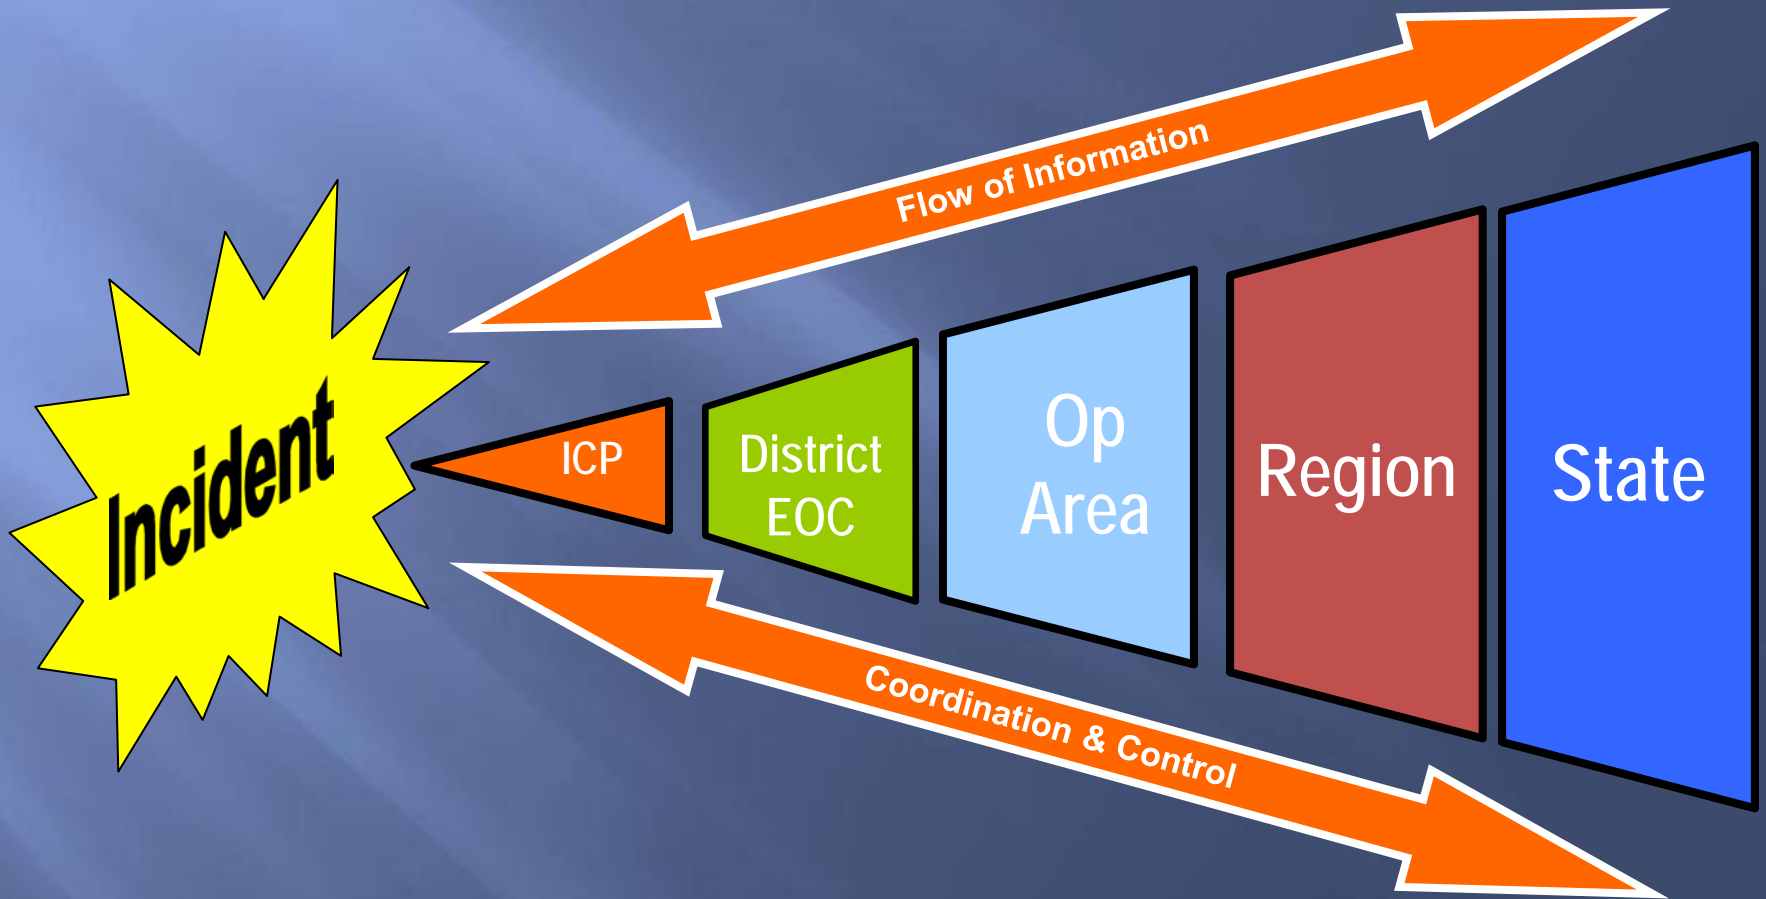 Flow of Information
Incident
ICP
District
EOC
Op
Area
Region
State
Coordination & Control